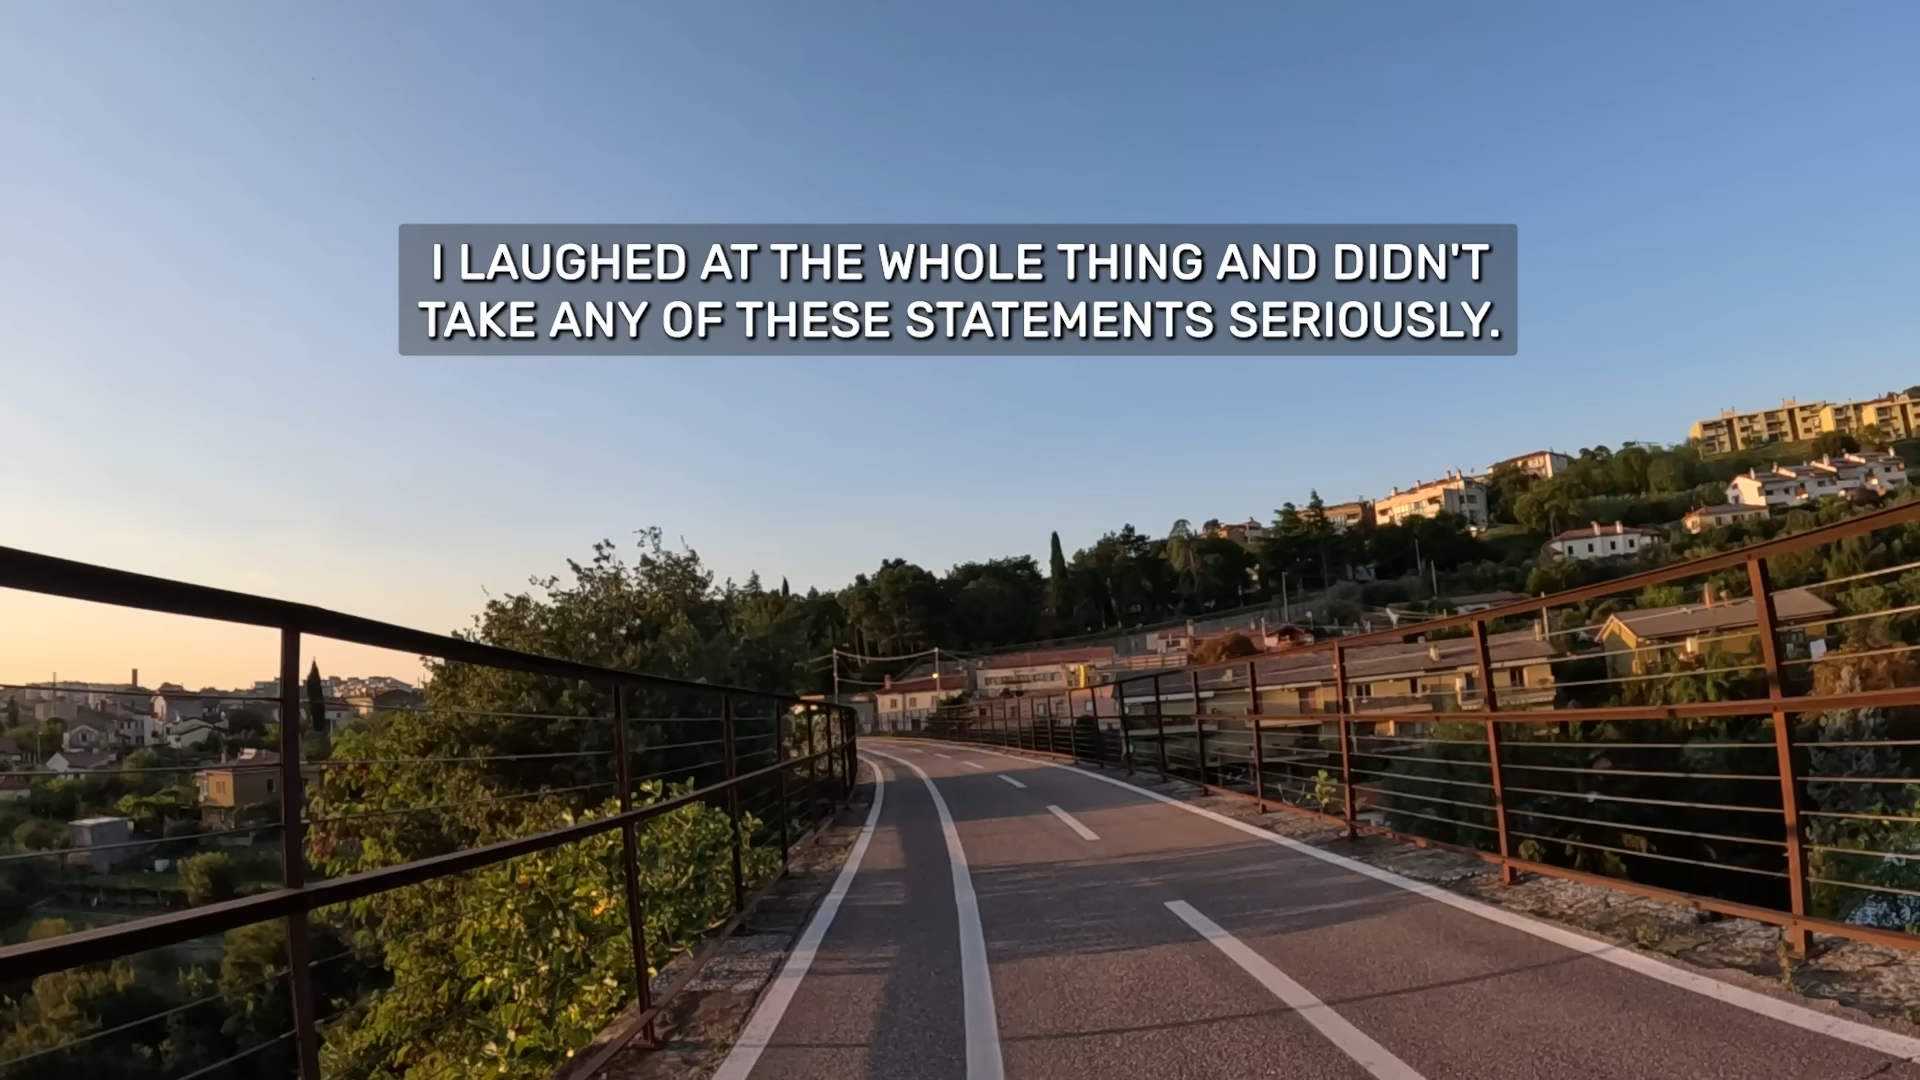 I LAUGHED AT THE WHOLE THING AND DIDN'T
TAKE ANY OF THESE STATEMENTS SERIOUSLY.